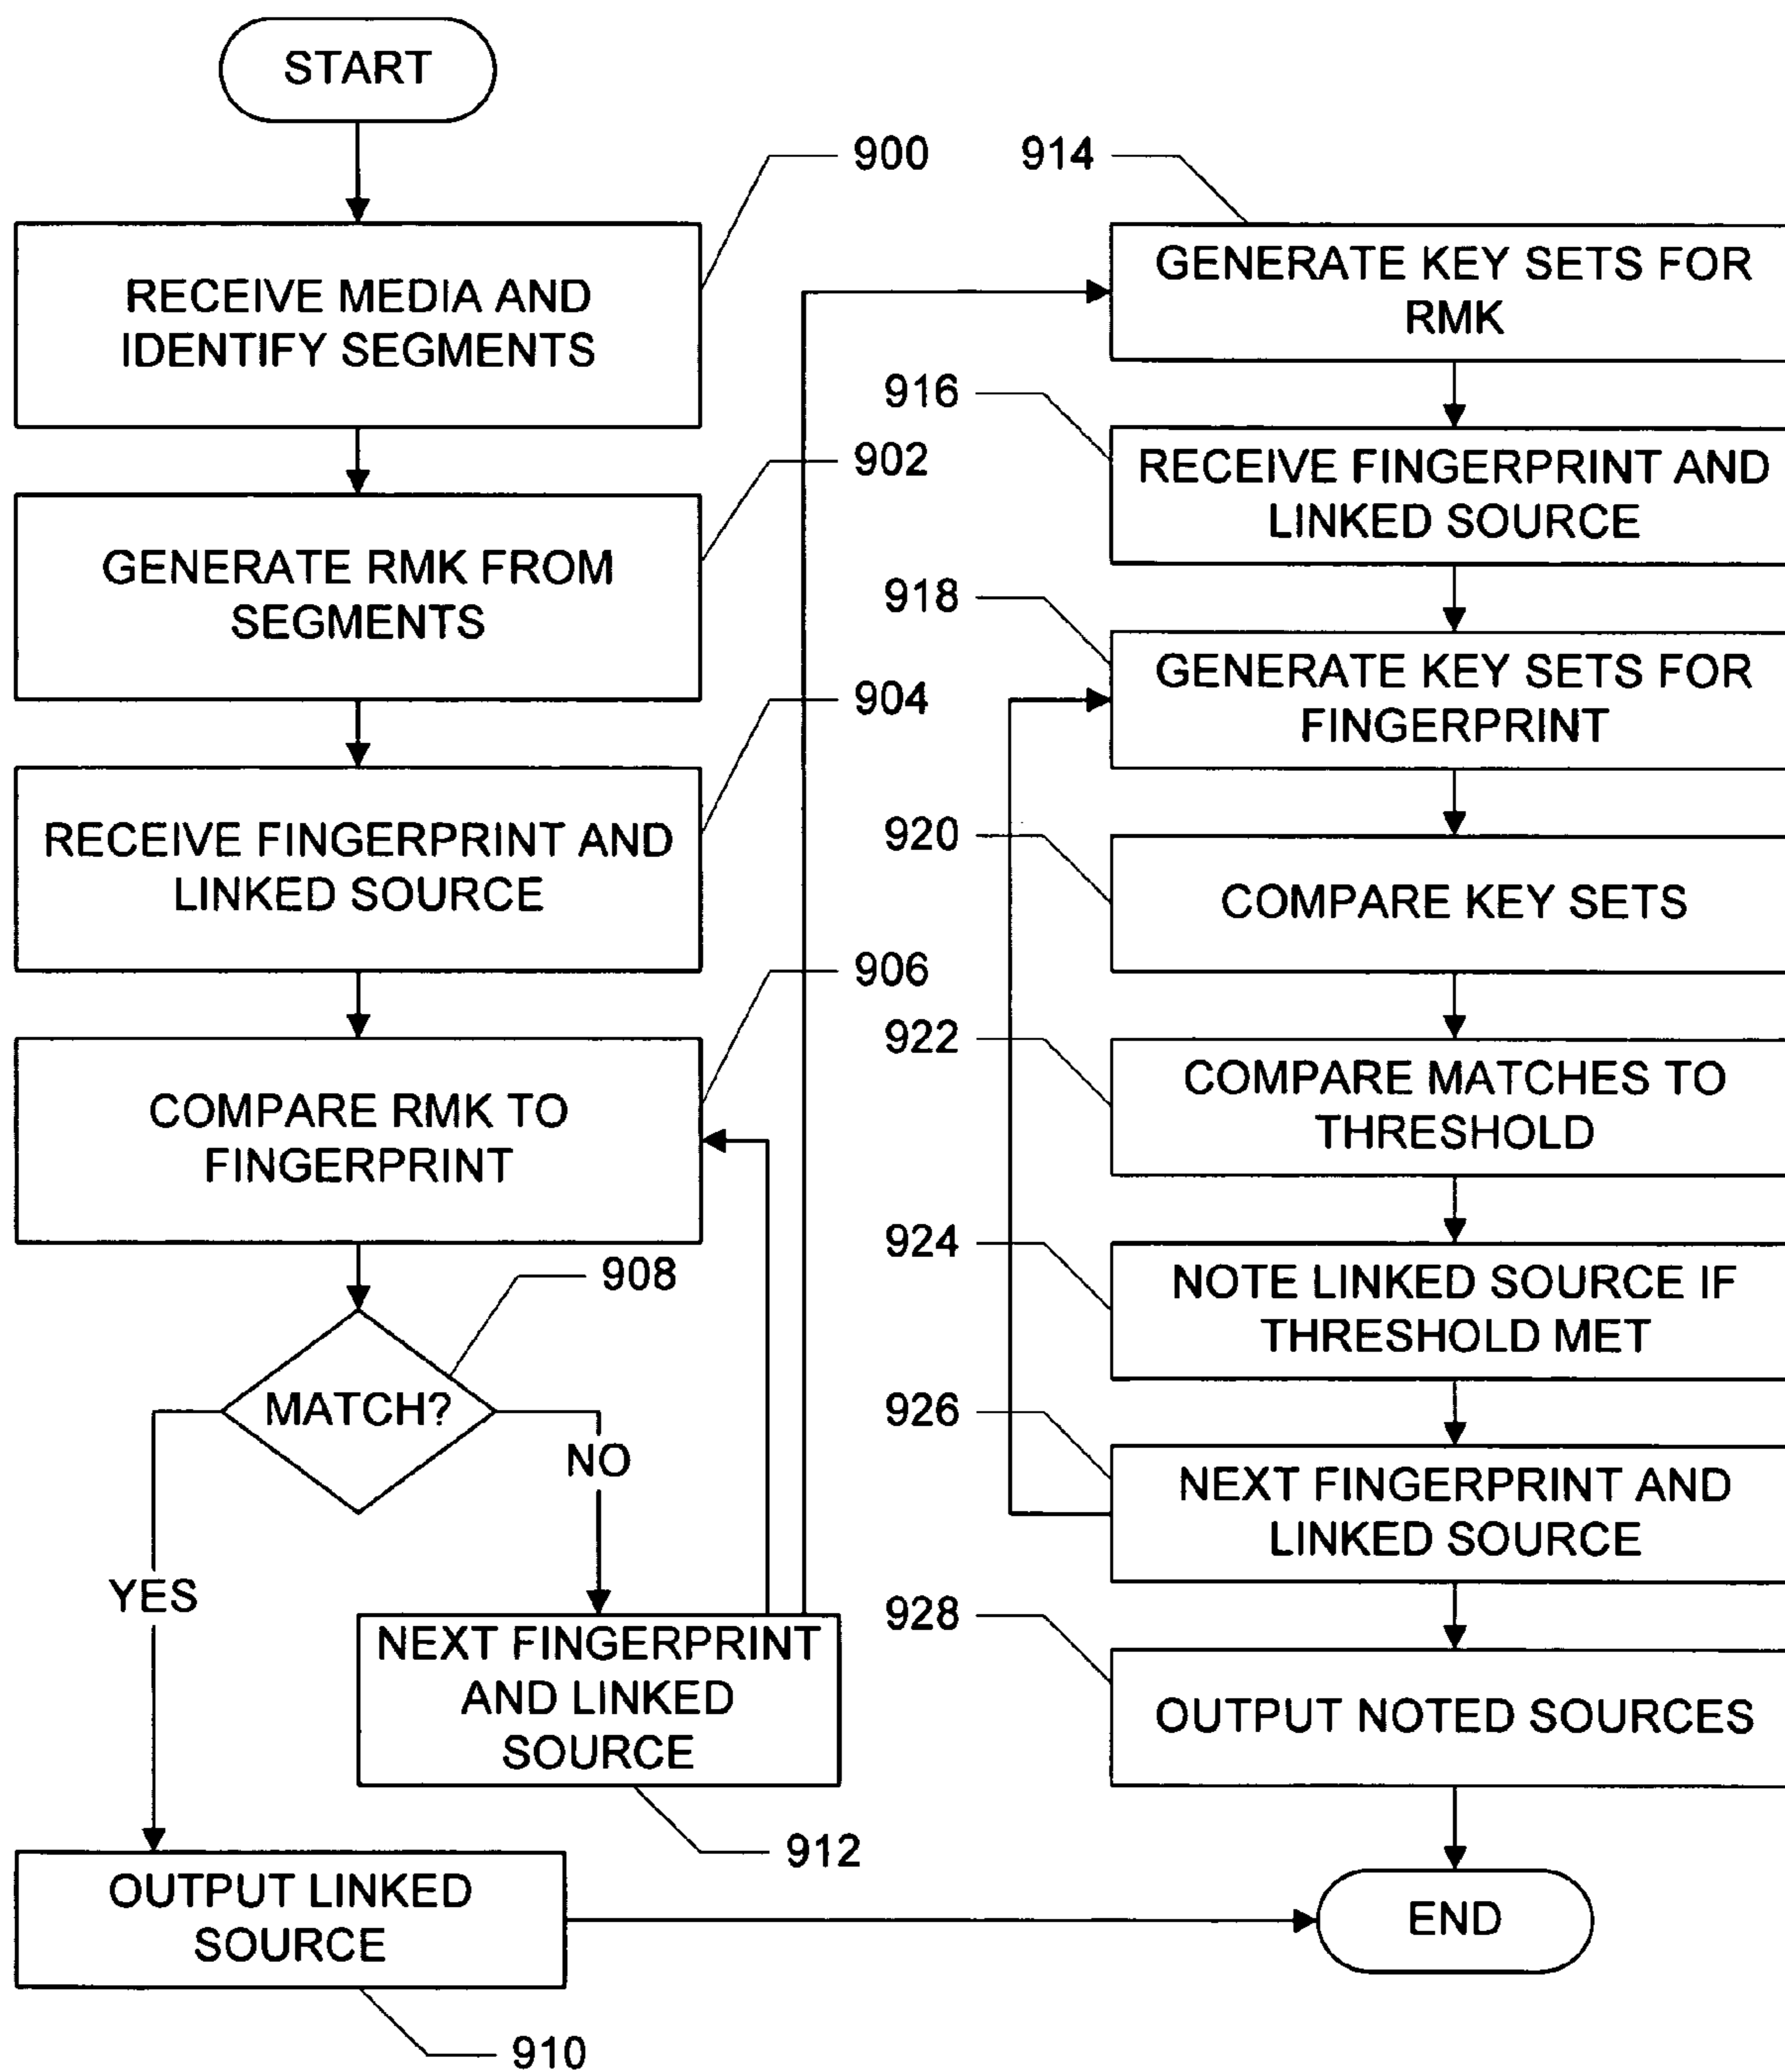 START
900
RECEIVE MEDIA AND
IDENTIFY SEGMENTS
902
GENERATE RMK FROM
SEGMENTS
904
RECEIVE FINGERPRINT AND
LINKED SOURCE
906
COMPARE RMK TO
FINGERPRINT
908
MATCH?
NO
YES
NEXT FINGERPRINT
AND LINKED
SOURCE
912
OUTPUT LINKED
SOURCE
910
914
GENERATE KEY SETS FOR
RMK
916
RECEIVE FINGERPRINT AND
LINKED SOURCE
918
GENERATE KEY SETS FOR
FINGERPRINT
920
COMPARE KEY SETS
922
COMPARE MATCHES TO
THRESHOLD
924
NOTE LINKED SOURCE IF
THRESHOLD MET
926
NEXT FINGERPRINT AND
LINKED SOURCE
928
OUTPUT NOTED SOURCES
END